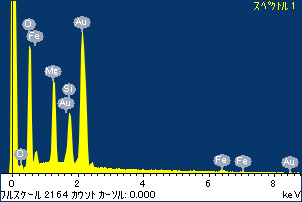 スペクトル 1
O Fe Mg Si Au Au
O Fe Fe Au
0 2 4 6 8 keV
フルスケール 2164 カウント カーソル: 0.000